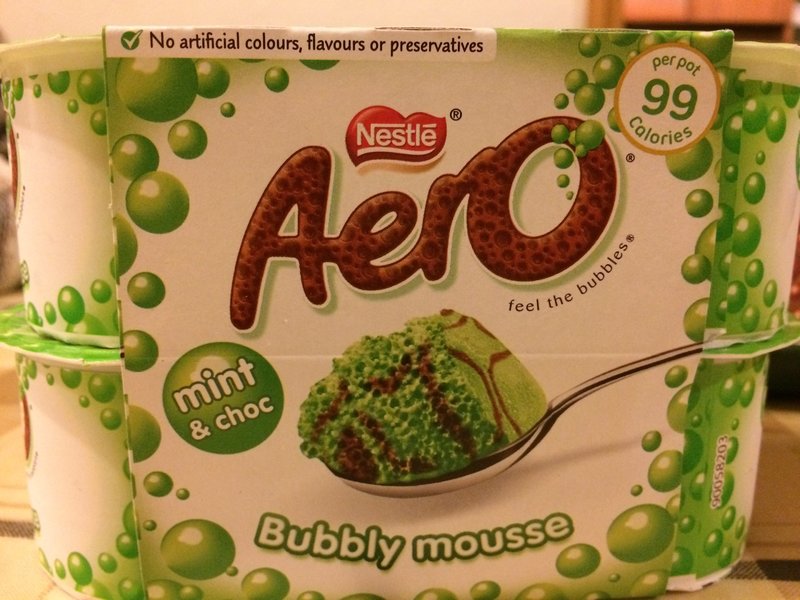 No artificial colours, flavours or preservatives
per pot
99
Calories
Nestlé®
Aero®
feel the bubbles®
mint
& choc
Bubbly mousse
90058203